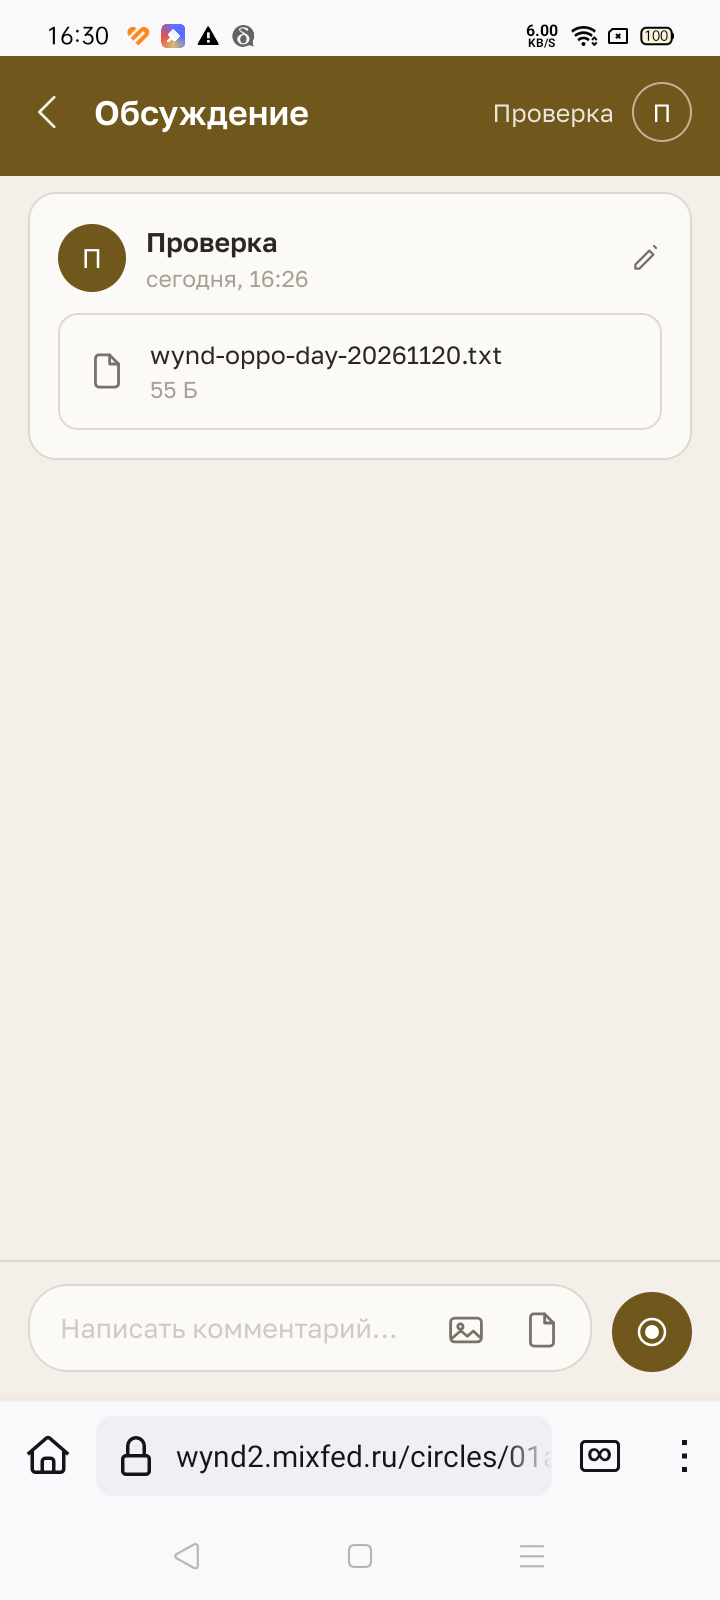 16:30
6.00
KB/S
100
Обсуждение
Проверка
П
П
Проверка
сегодня, 16:26
wynd-oppo-day-20261120.txt
55 Б
Написать комментарий...
wynd2.mixfed.ru/circles/01